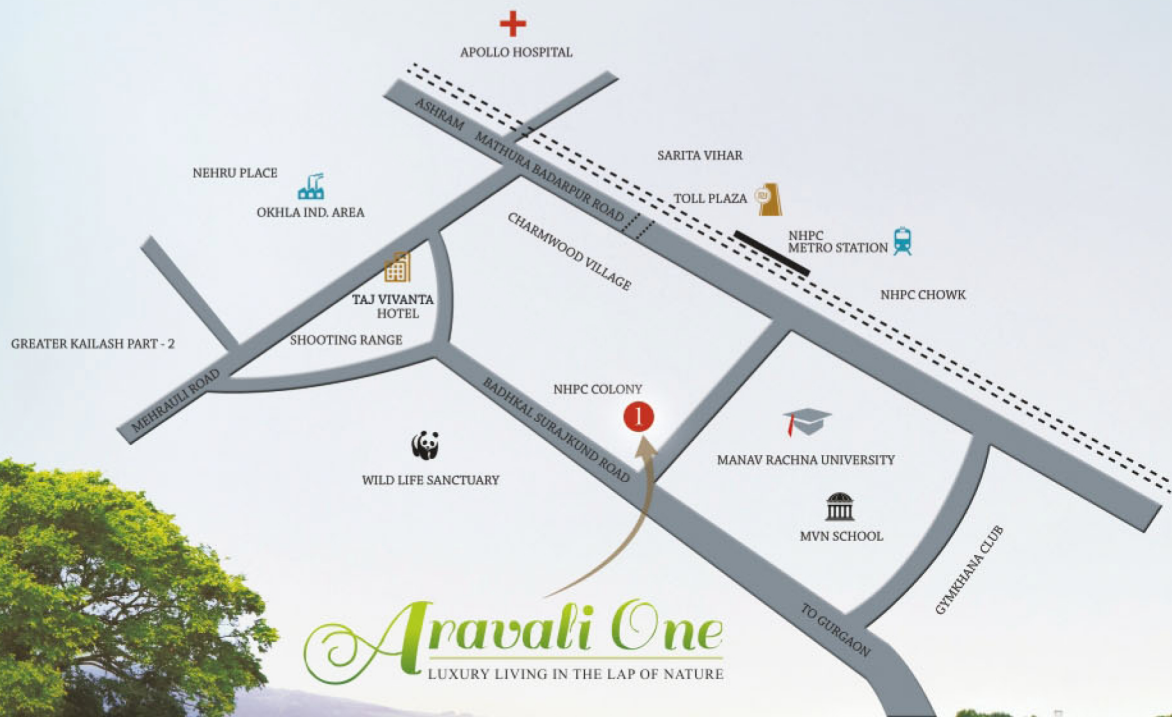 APOLLO HOSPITAL
ASHRAM
MATHURA BADARPUR ROAD
SARITA VIHAR
NEHRU PLACE
OKHLA IND. AREA
TOLL PLAZA
CHARMWOOD VILLAGE
NHPC
METRO STATION
NHPC CHOWK
TAJ VIVANTA
HOTEL
SHOOTING RANGE
GREATER KAILASH PART - 2
MEHRAULI ROAD
NHPC COLONY
1
BADHKAL SURAJKUND ROAD
MANAV RACHNA UNIVERSITY
WILD LIFE SANCTUARY
MVN SCHOOL
GYMKHANA CLUB
TO GURGAON
Aravali One
LUXURY LIVING IN THE LAP OF NATURE